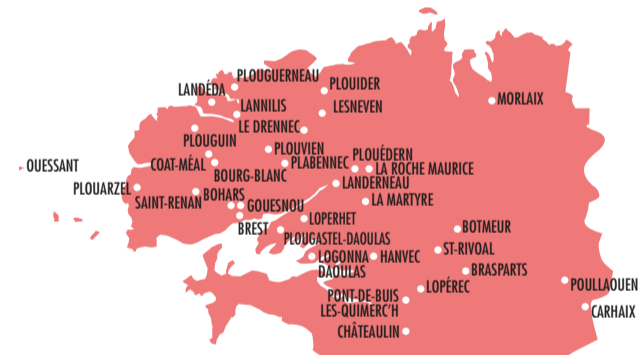 PLOUGUERNEAU
PLOUIDER
LANDÉDA
MORLAIX
LANNILIS
LESNEVEN
LE DRENNEC
PLOUGUIN
PLOUVIEN
PLOUÉDERN
COAT-MÉAL
PLABENNEC
OUESSANT
LA ROCHE MAURICE
BOURG-BLANC
LANDERNEAU
PLOUARZEL
SAINT-RENAN
BOHARS
GOUESNOU
LA MARTYRE
LOPERHET
BREST
BOTMEUR
PLOUGASTEL-DAOULAS
ST-RIVOAL
LOGONNA
DAOULAS
HANVEC
BRASPARTS
LOPÉREC
POULLAOUEN
PONT-DE-BUIS
LES-QUIMERC'H
CARHAIX
CHÂTEAULIN